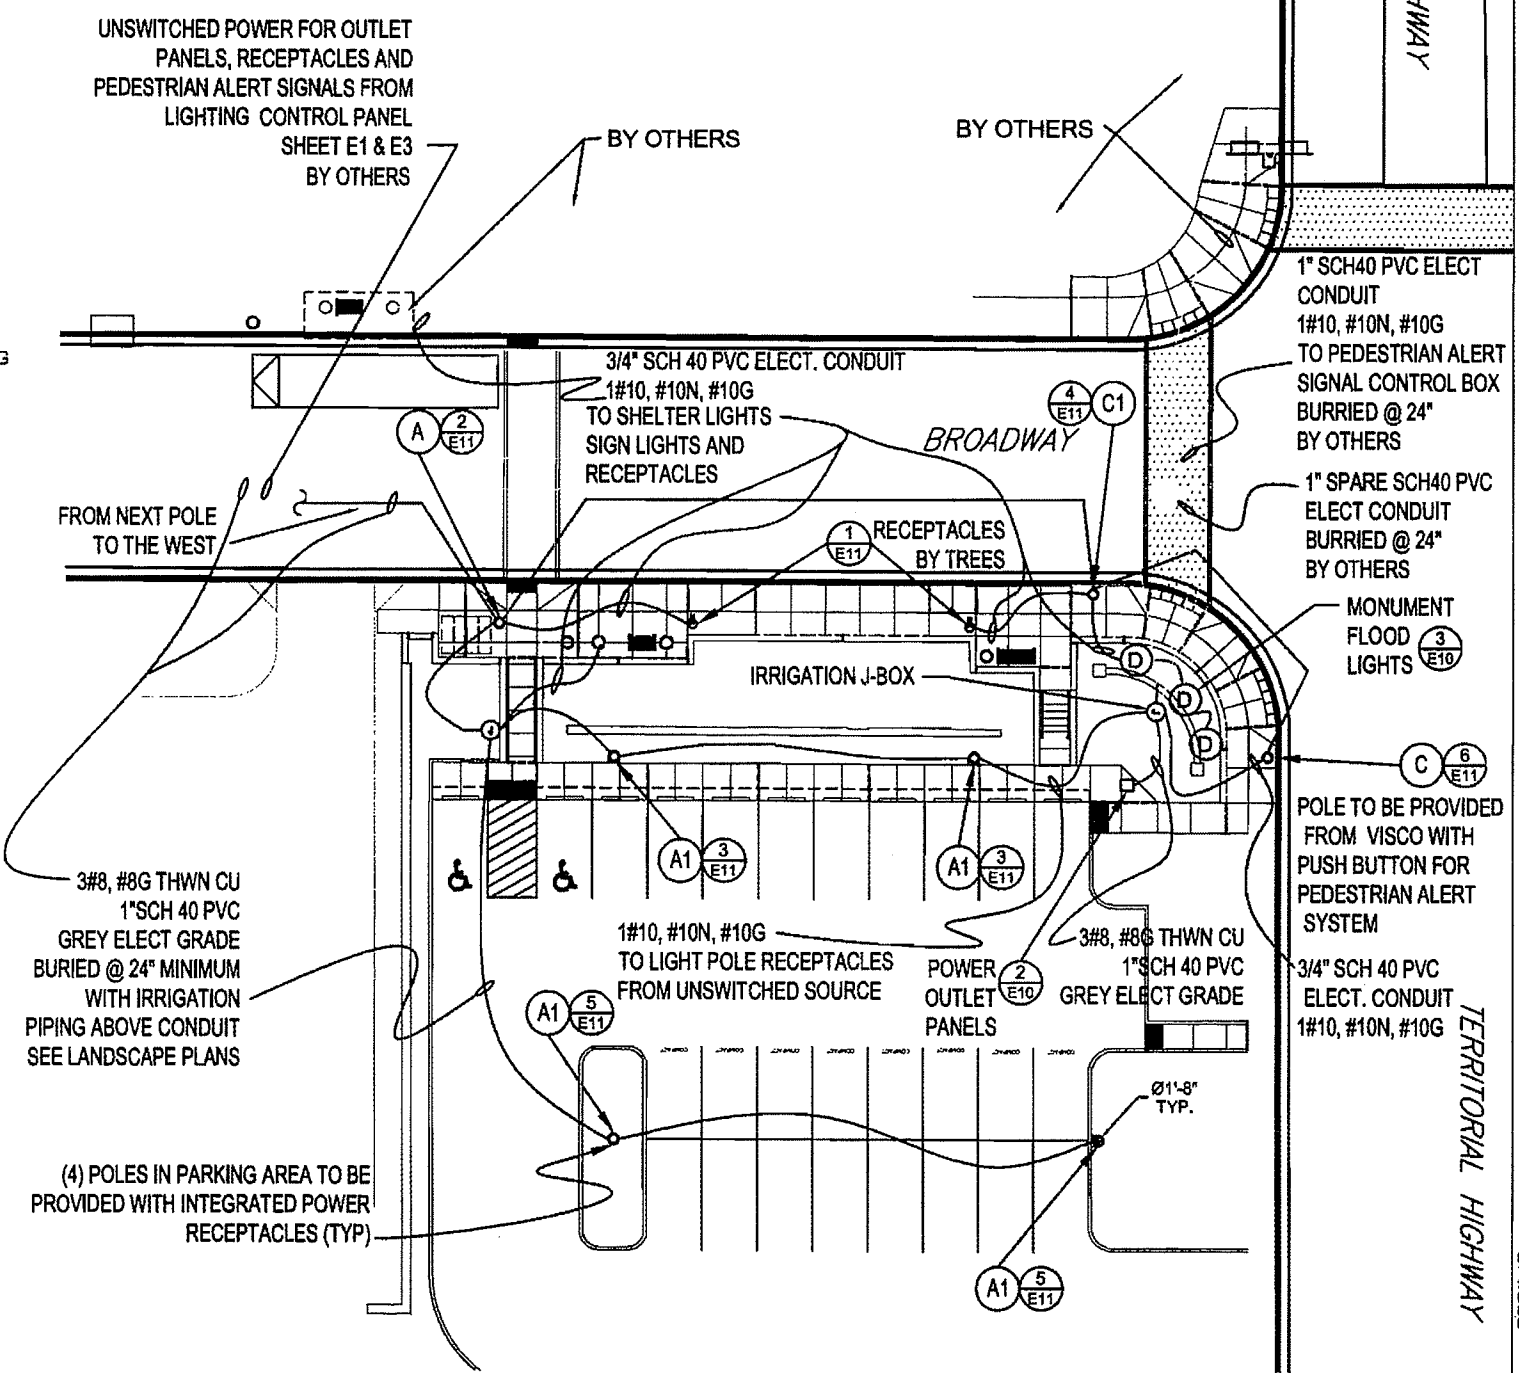 UNSWITCHED POWER FOR OUTLET
PANELS, RECEPTACLES AND
PEDESTRIAN ALERT SIGNALS FROM
LIGHTING CONTROL PANEL
SHEET E1 & E3
BY OTHERS
BY OTHERS
BY OTHERS
HWAY
G
1" SCH40 PVC ELECT
CONDUIT
1#10, #10N, #10G
TO PEDESTRIAN ALERT
SIGNAL CONTROL BOX
BURRIED @ 24"
BY OTHERS
3/4" SCH 40 PVC ELECT. CONDUIT
1#10, #10N, #10G
TO SHELTER LIGHTS
SIGN LIGHTS AND
RECEPTACLES
A
2
E11
4
E11
C1
BROADWAY
1" SPARE SCH40 PVC
ELECT CONDUIT
BURRIED @ 24"
BY OTHERS
FROM NEXT POLE
TO THE WEST
1
E11
RECEPTACLES
BY TREES
MONUMENT
FLOOD
LIGHTS
3
E10
IRRIGATION J-BOX
D
D
D
J
C
6
E11
POLE TO BE PROVIDED
FROM VISCO WITH
PUSH BUTTON FOR
PEDESTRIAN ALERT
SYSTEM
A1
3
E11
A1
3
E11
3#8, #8G THWN CU
1"SCH 40 PVC
GREY ELECT GRADE
BURIED @ 24" MINIMUM
WITH IRRIGATION
PIPING ABOVE CONDUIT
SEE LANDSCAPE PLANS
1#10, #10N, #10G
TO LIGHT POLE RECEPTACLES
FROM UNSWITCHED SOURCE
POWER
OUTLET
PANELS
2
E10
3#8, #8G THWN CU
1"SCH 40 PVC
GREY ELECT GRADE
3/4" SCH 40 PVC
ELECT. CONDUIT
1#10, #10N, #10G
A1
5
E11
COMPACT COMPACT COMPACT COMPACT COMPACT COMPACT COMPACT COMPACT
Ø1'-8"
TYP.
TERRITORIAL HIGHWAY
(4) POLES IN PARKING AREA TO BE
PROVIDED WITH INTEGRATED POWER
RECEPTACLES (TYP)
A1
5
E11